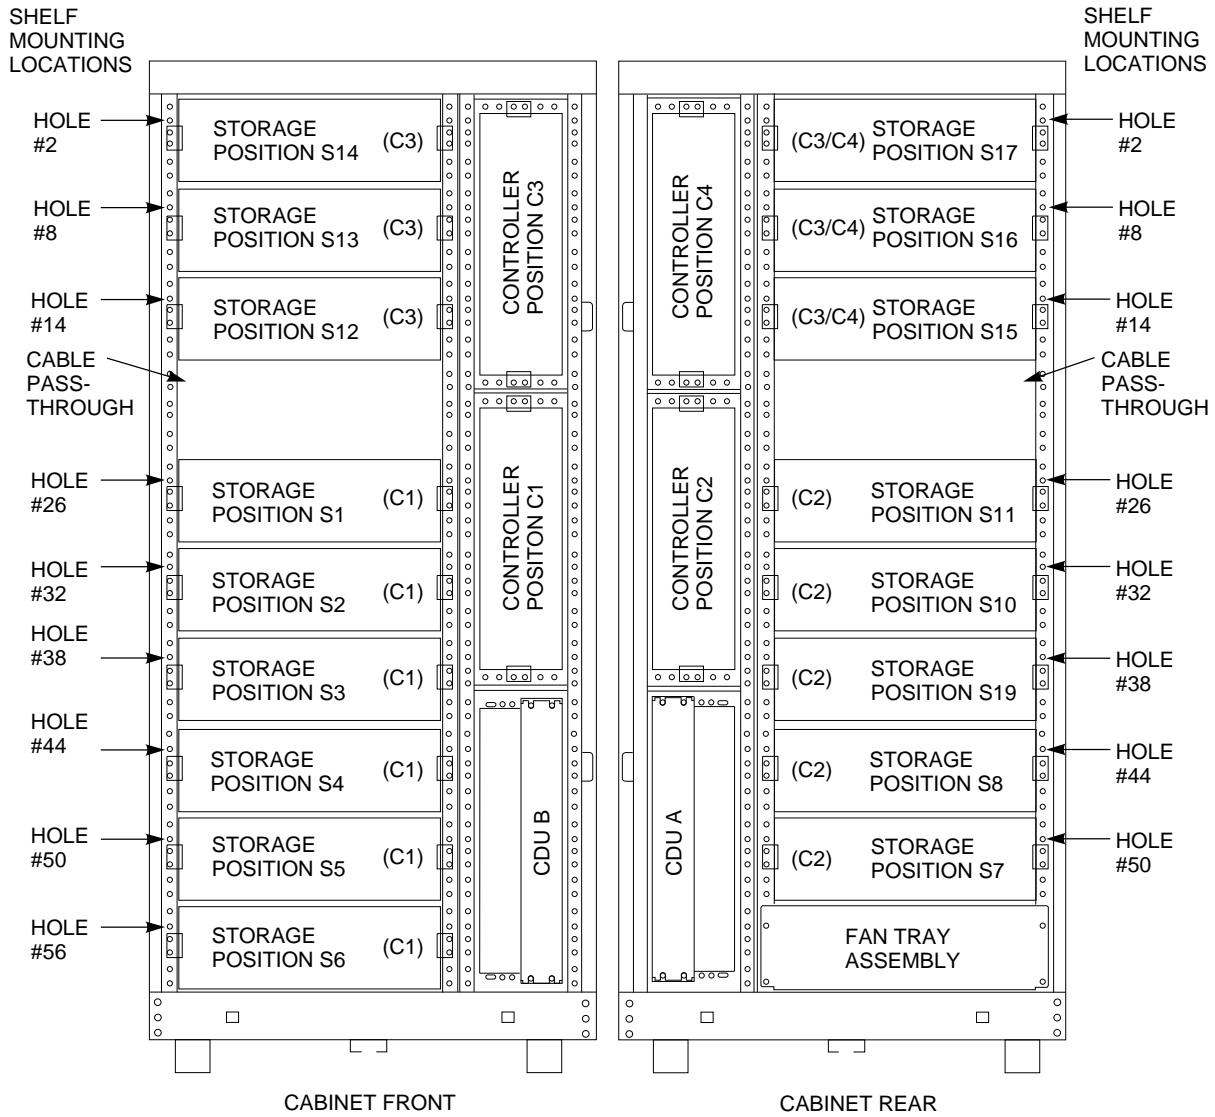 SHELF
MOUNTING
LOCATIONS
HOLE
#2
HOLE
#8
HOLE
#14
CABLE
PASS-
THROUGH
HOLE
#26
HOLE
#32
HOLE
#38
HOLE
#44
HOLE
#50
HOLE
#56
STORAGE
POSITION S14 (C3)
STORAGE
POSITION S13 (C3)
STORAGE
POSITION S12 (C3)
STORAGE
POSITION S1 (C1)
STORAGE
POSITION S2 (C1)
STORAGE
POSITION S3 (C1)
STORAGE
POSITION S4 (C1)
STORAGE
POSITION S5 (C1)
STORAGE
POSITION S6 (C1)
CONTROLLER
POSITION C3
CONTROLLER
POSITON C1
CDU B
CABINET FRONT
CONTROLLER
POSITION C4
CONTROLLER
POSITION C2
CDU A
(C3/C4) STORAGE
POSITION S17
(C3/C4) STORAGE
POSITION S16
(C3/C4) STORAGE
POSITION S15
(C2) STORAGE
POSITION S11
(C2) STORAGE
POSITION S10
(C2) STORAGE
POSITION S19
(C2) STORAGE
POSITION S8
(C2) STORAGE
POSITION S7
FAN TRAY
ASSEMBLY
CABINET REAR
SHELF
MOUNTING
LOCATIONS
HOLE
#2
HOLE
#8
HOLE
#14
CABLE
PASS-
THROUGH
HOLE
#26
HOLE
#32
HOLE
#38
HOLE
#44
HOLE
#50